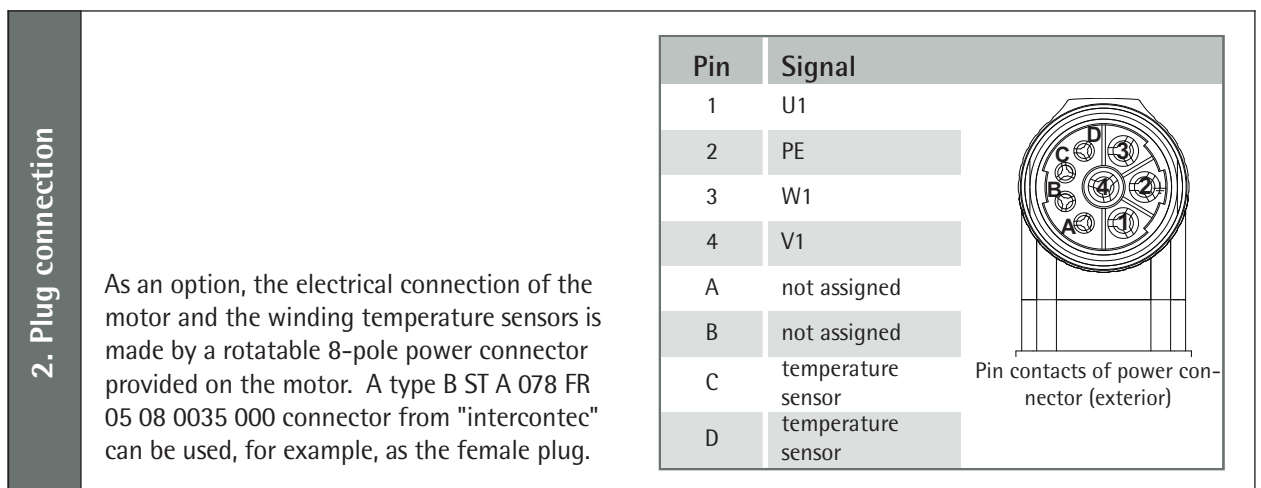 2. Plug connection
As an option, the electrical connection of the
motor and the winding temperature sensors is
made by a rotatable 8-pole power connector
provided on the motor.  A type B ST A 078 FR
05 08 0035 000 connector from "intercontec"
can be used, for example, as the female plug.
Pin Signal
1 U1
2 PE
3 W1
4 V1
A not assigned
B not assigned
C temperature
sensor
D temperature
sensor
D
C 3
B 4 2
A 1
Pin contacts of power con-
nector (exterior)